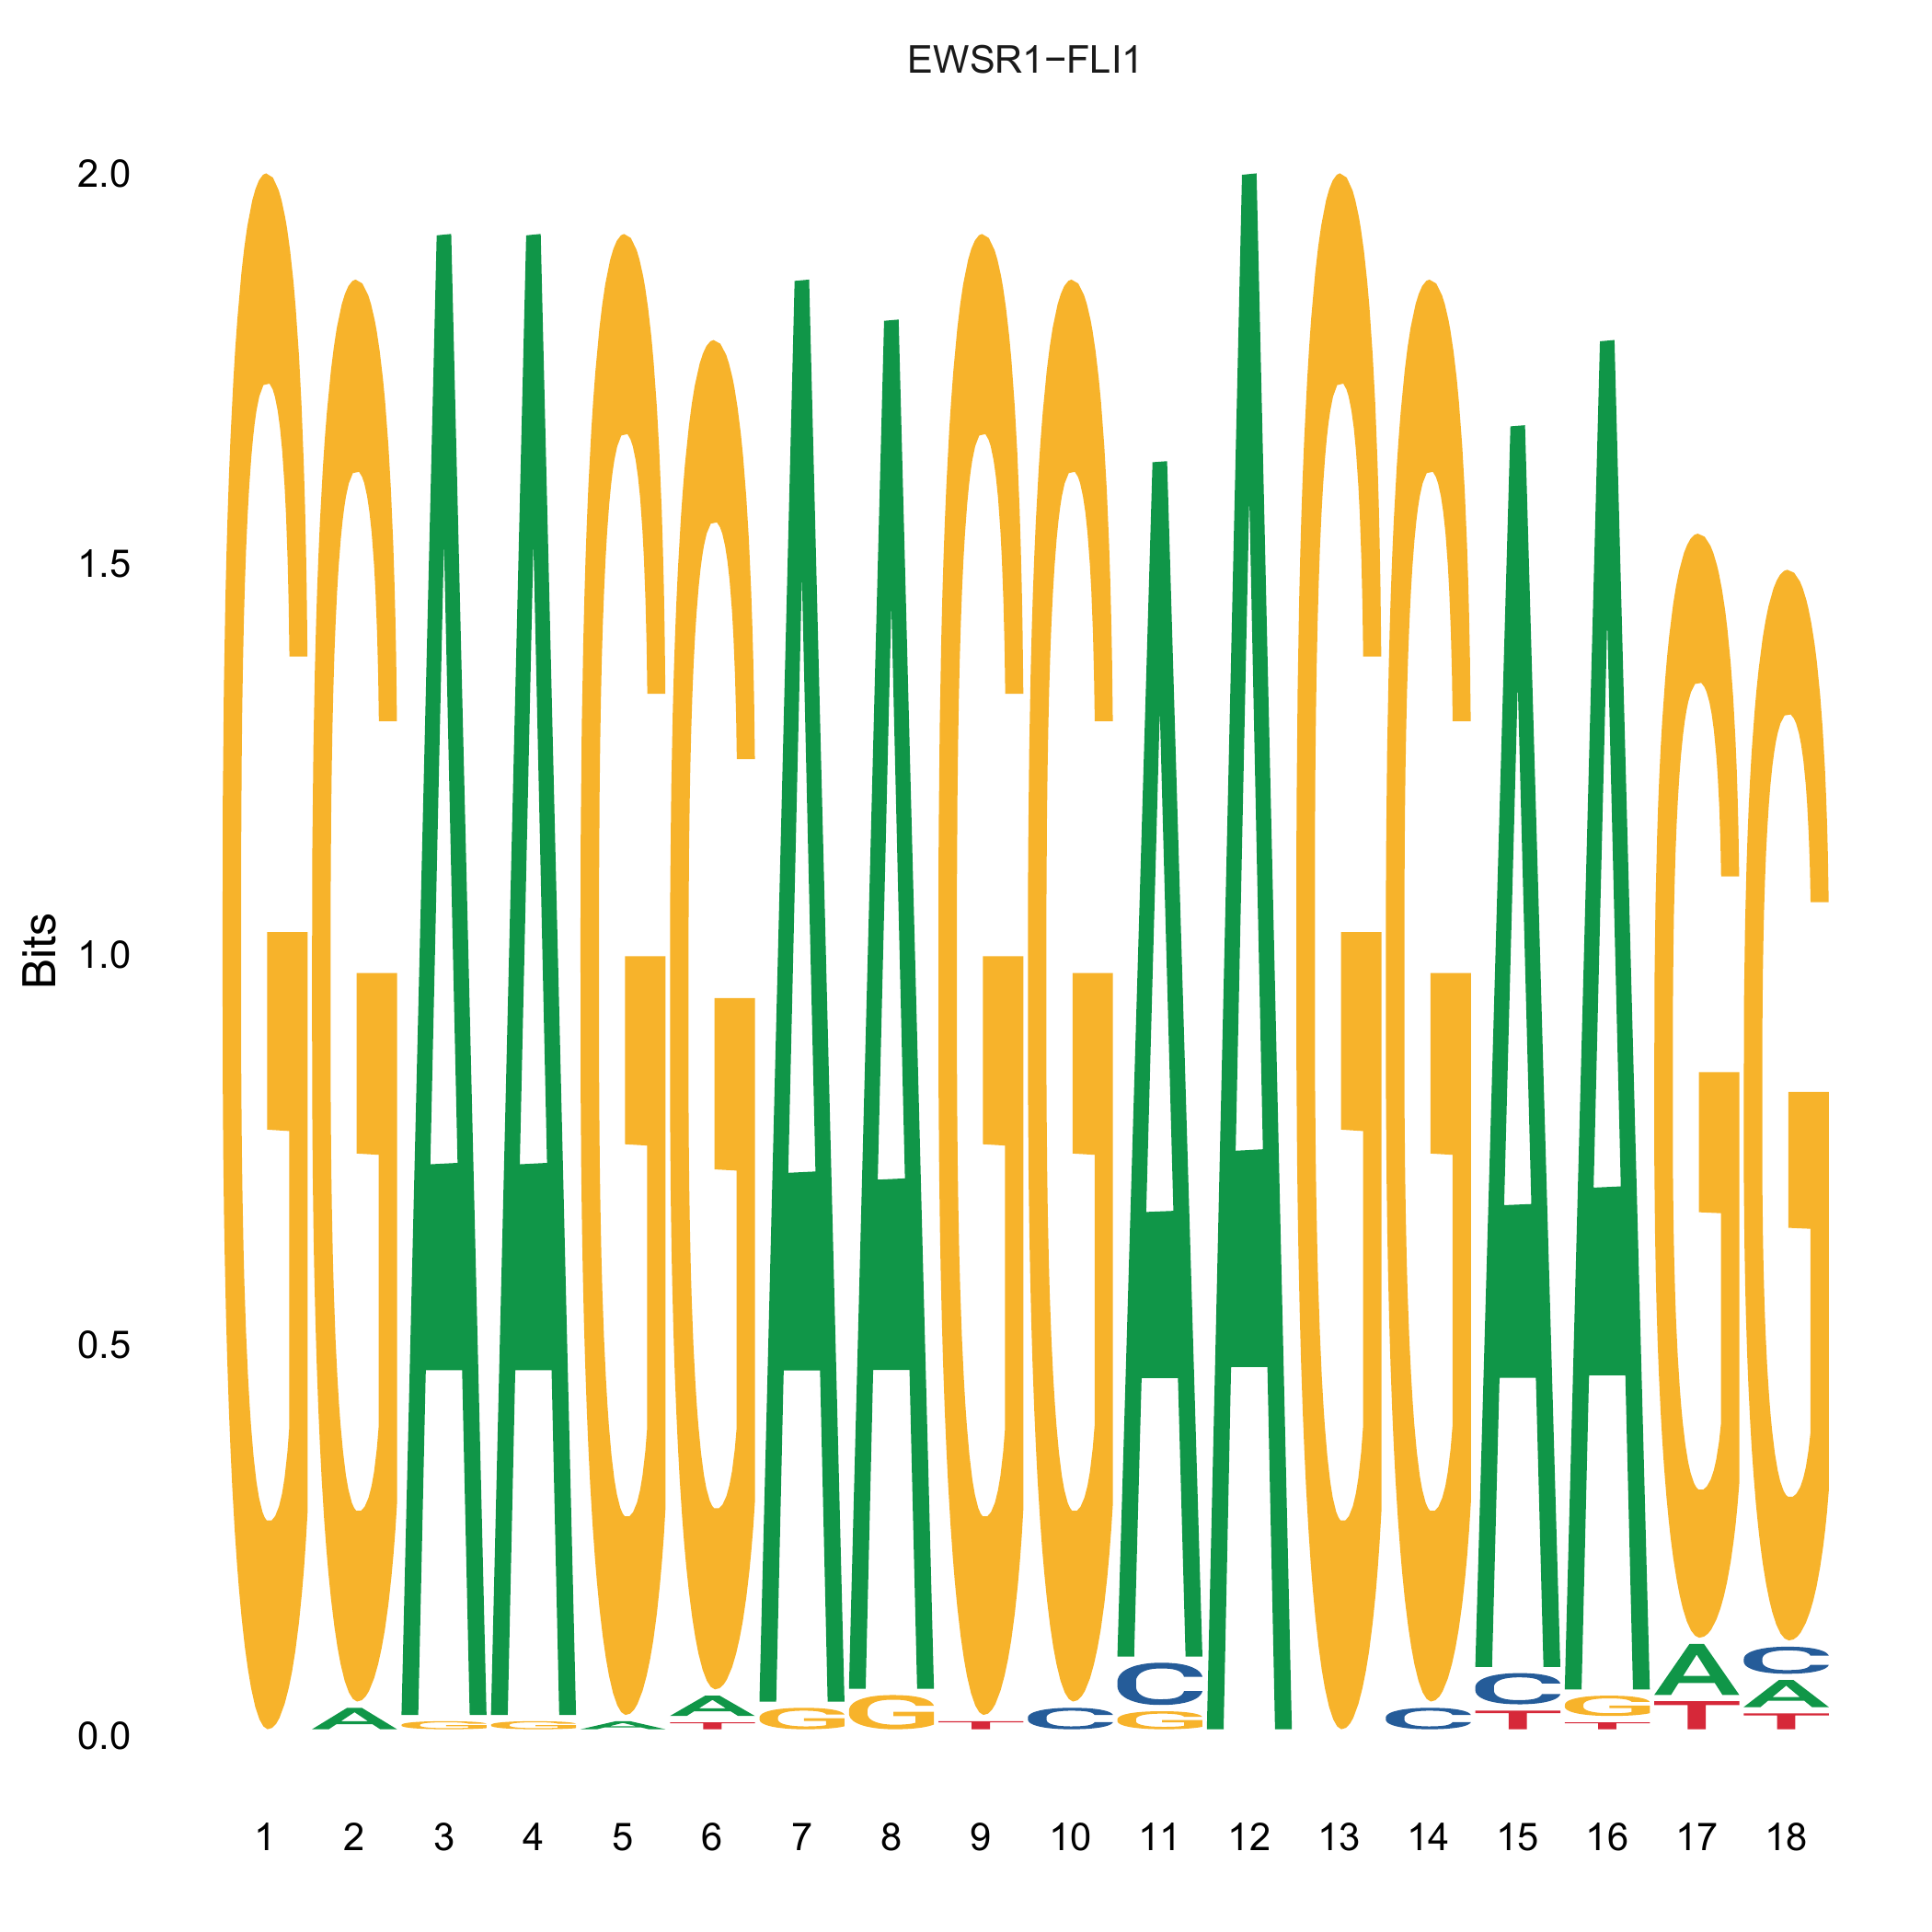 EWSR1−FLI1
2.0
1.5
1.0
0.5
0.0
Bits
G G A A G G A A G G A A G G A A G G
A G G A A G G T C C A C C G A C
T G T T T A
T
1 2 3 4 5 6 7 8 9 10 11 12 13 14 15 16 17 18